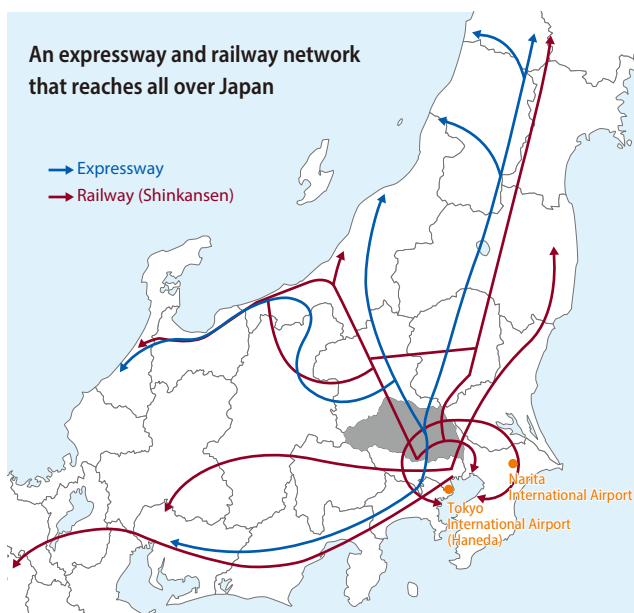 An expressway and railway network
that reaches all over Japan
Expressway
Railway (Shinkansen)
Narita
International Airport
Tokyo
International Airport
(Haneda)